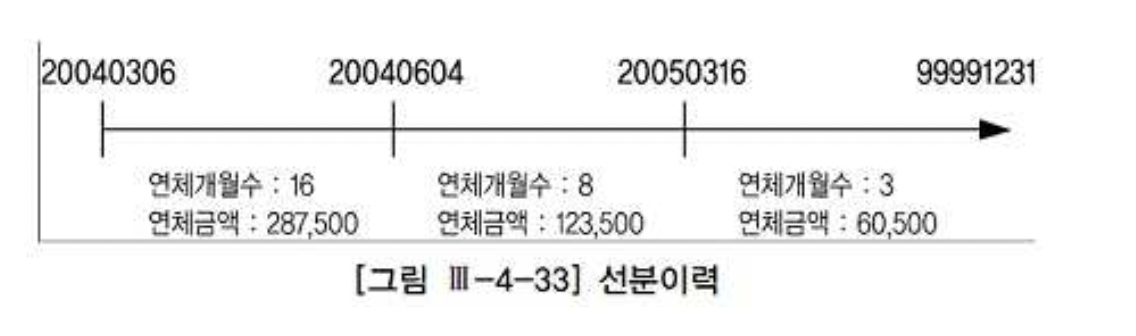 20040306 20040604 20050316 99991231
연체개월수 : 16 연체개월수 : 8 연체개월수 : 3
연체금액 : 287,500 연체금액 : 123,500 연체금액 : 60,500
[그림 Ⅲ-4-33] 선분이력